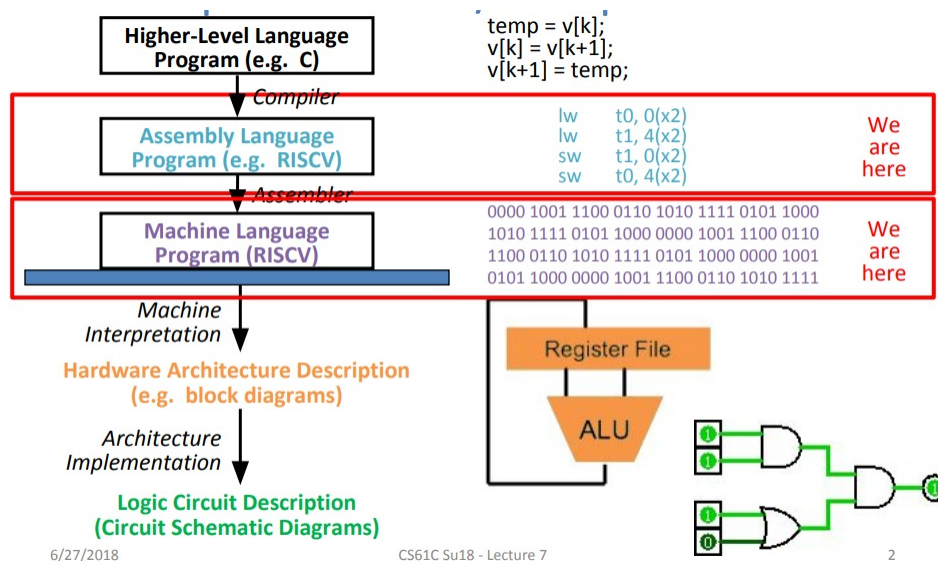 Higher-Level Language
Program (e.g. C)
temp = v[k];
v[k] = v[k+1];
v[k+1] = temp;
Compiler
Assembly Language
Program (e.g. RISCV)
lw t0, 0(x2)
lw t1, 4(x2)
sw t1, 0(x2)
sw t0, 4(x2)
We
are
here
Assembler
Machine Language
Program (RISCV)
0000 1001 1100 0110 1010 1111 0101 1000
1010 1111 0101 1000 0000 1001 1100 0110
1100 0110 1010 1111 0101 1000 0000 1001
0101 1000 0000 1001 1100 0110 1010 1111
We
are
here
Machine
Interpretation
Hardware Architecture Description
(e.g. block diagrams)
Register File
ALU
Architecture
Implementation
Logic Circuit Description
(Circuit Schematic Diagrams)
1
1
1
0
1
6/27/2018
CS61C Su18 - Lecture 7
2